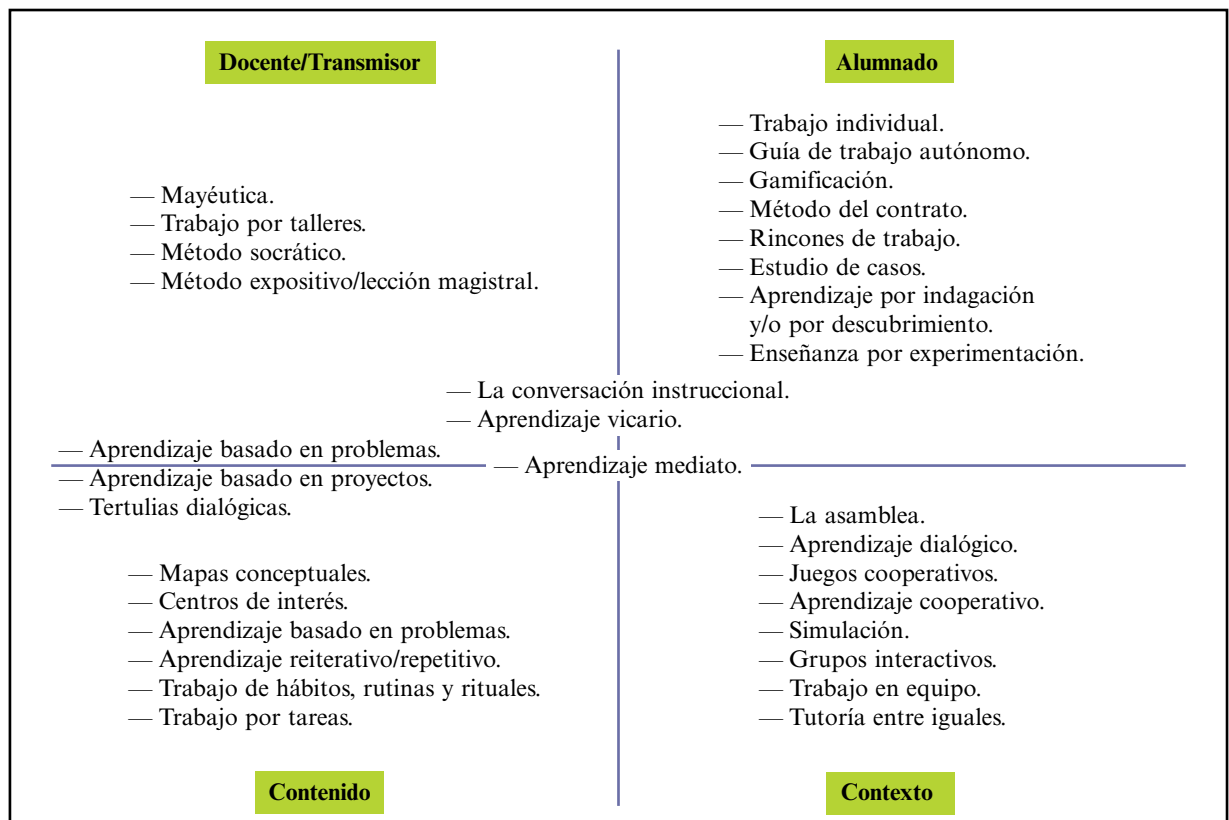 Docente/Transmisor
Alumnado
— Mayéutica.
— Trabajo por talleres.
— Método socrático.
— Método expositivo/lección magistral.
— Trabajo individual.
— Guía de trabajo autónomo.
— Gamificación.
— Método del contrato.
— Rincones de trabajo.
— Estudio de casos.
— Aprendizaje por indagación
y/o por descubrimiento.
— Enseñanza por experimentación.
— La conversación instruccional.
— Aprendizaje vicario.
— Aprendizaje mediato.
— Aprendizaje basado en problemas.
— Aprendizaje basado en proyectos.
— Tertulias dialógicas.
— Mapas conceptuales.
— Centros de interés.
— Aprendizaje basado en problemas.
— Aprendizaje reiterativo/repetitivo.
— Trabajo de hábitos, rutinas y rituales.
— Trabajo por tareas.
— La asamblea.
— Aprendizaje dialógico.
— Juegos cooperativos.
— Aprendizaje cooperativo.
— Simulación.
— Grupos interactivos.
— Trabajo en equipo.
— Tutoría entre iguales.
Contenido
Contexto